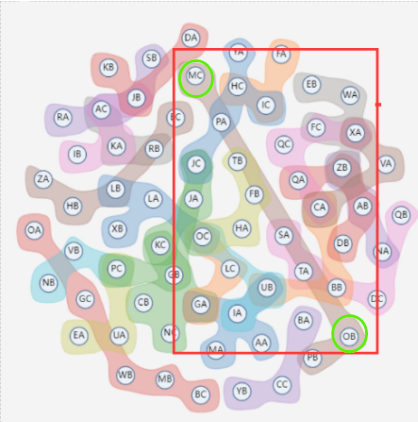 DA
KB SB YA FA
MC HC EB
RA AC JB EC PA IC WA
IB KA RB QC FC XA
JC TB ZB VA
ZA LB QA
HB LA JA FB CA AB QB
OA XB OC HA SA DB
VB KC NA
NB PC GB LC TA
GC CB GA UB BB DC
EA UA NC IA BA OB
MA AA PB
WB MB BC YB CC